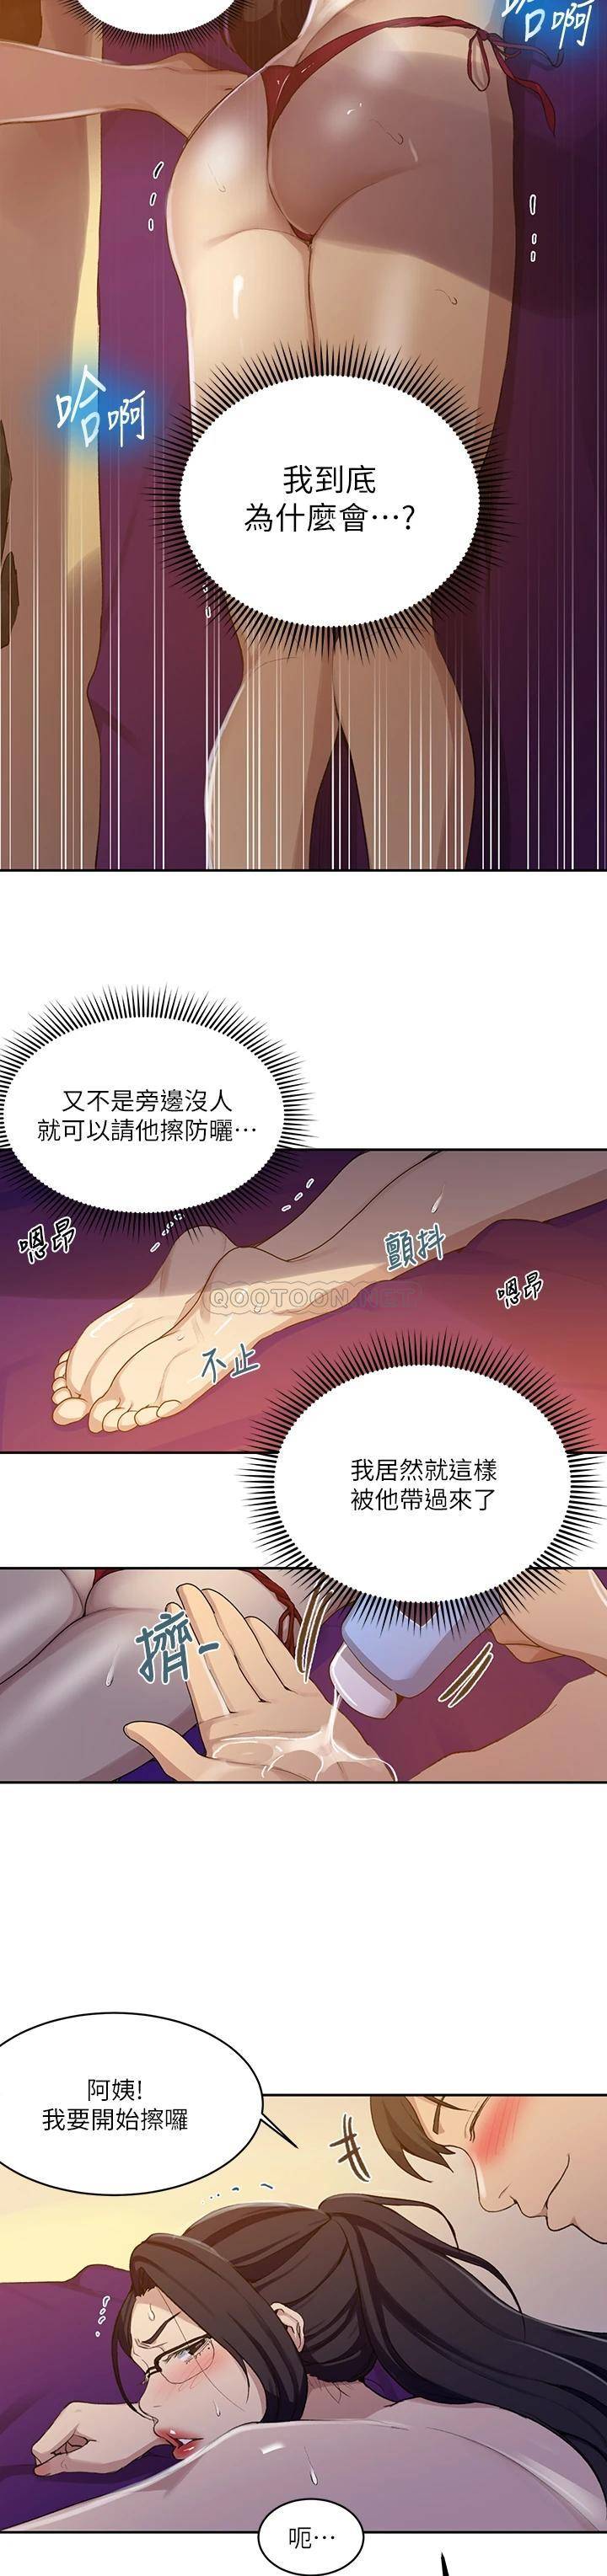 哈啊
哈啊
我到底
為什麼會…?
又不是旁邊沒人
就可以請他擦防曬…
嗯昂
顫抖
嗯昂
QOOTOON.NET
不止
我居然就這樣
被他帶過來了
擠-
阿姨!
我要開始擦囉
呃…